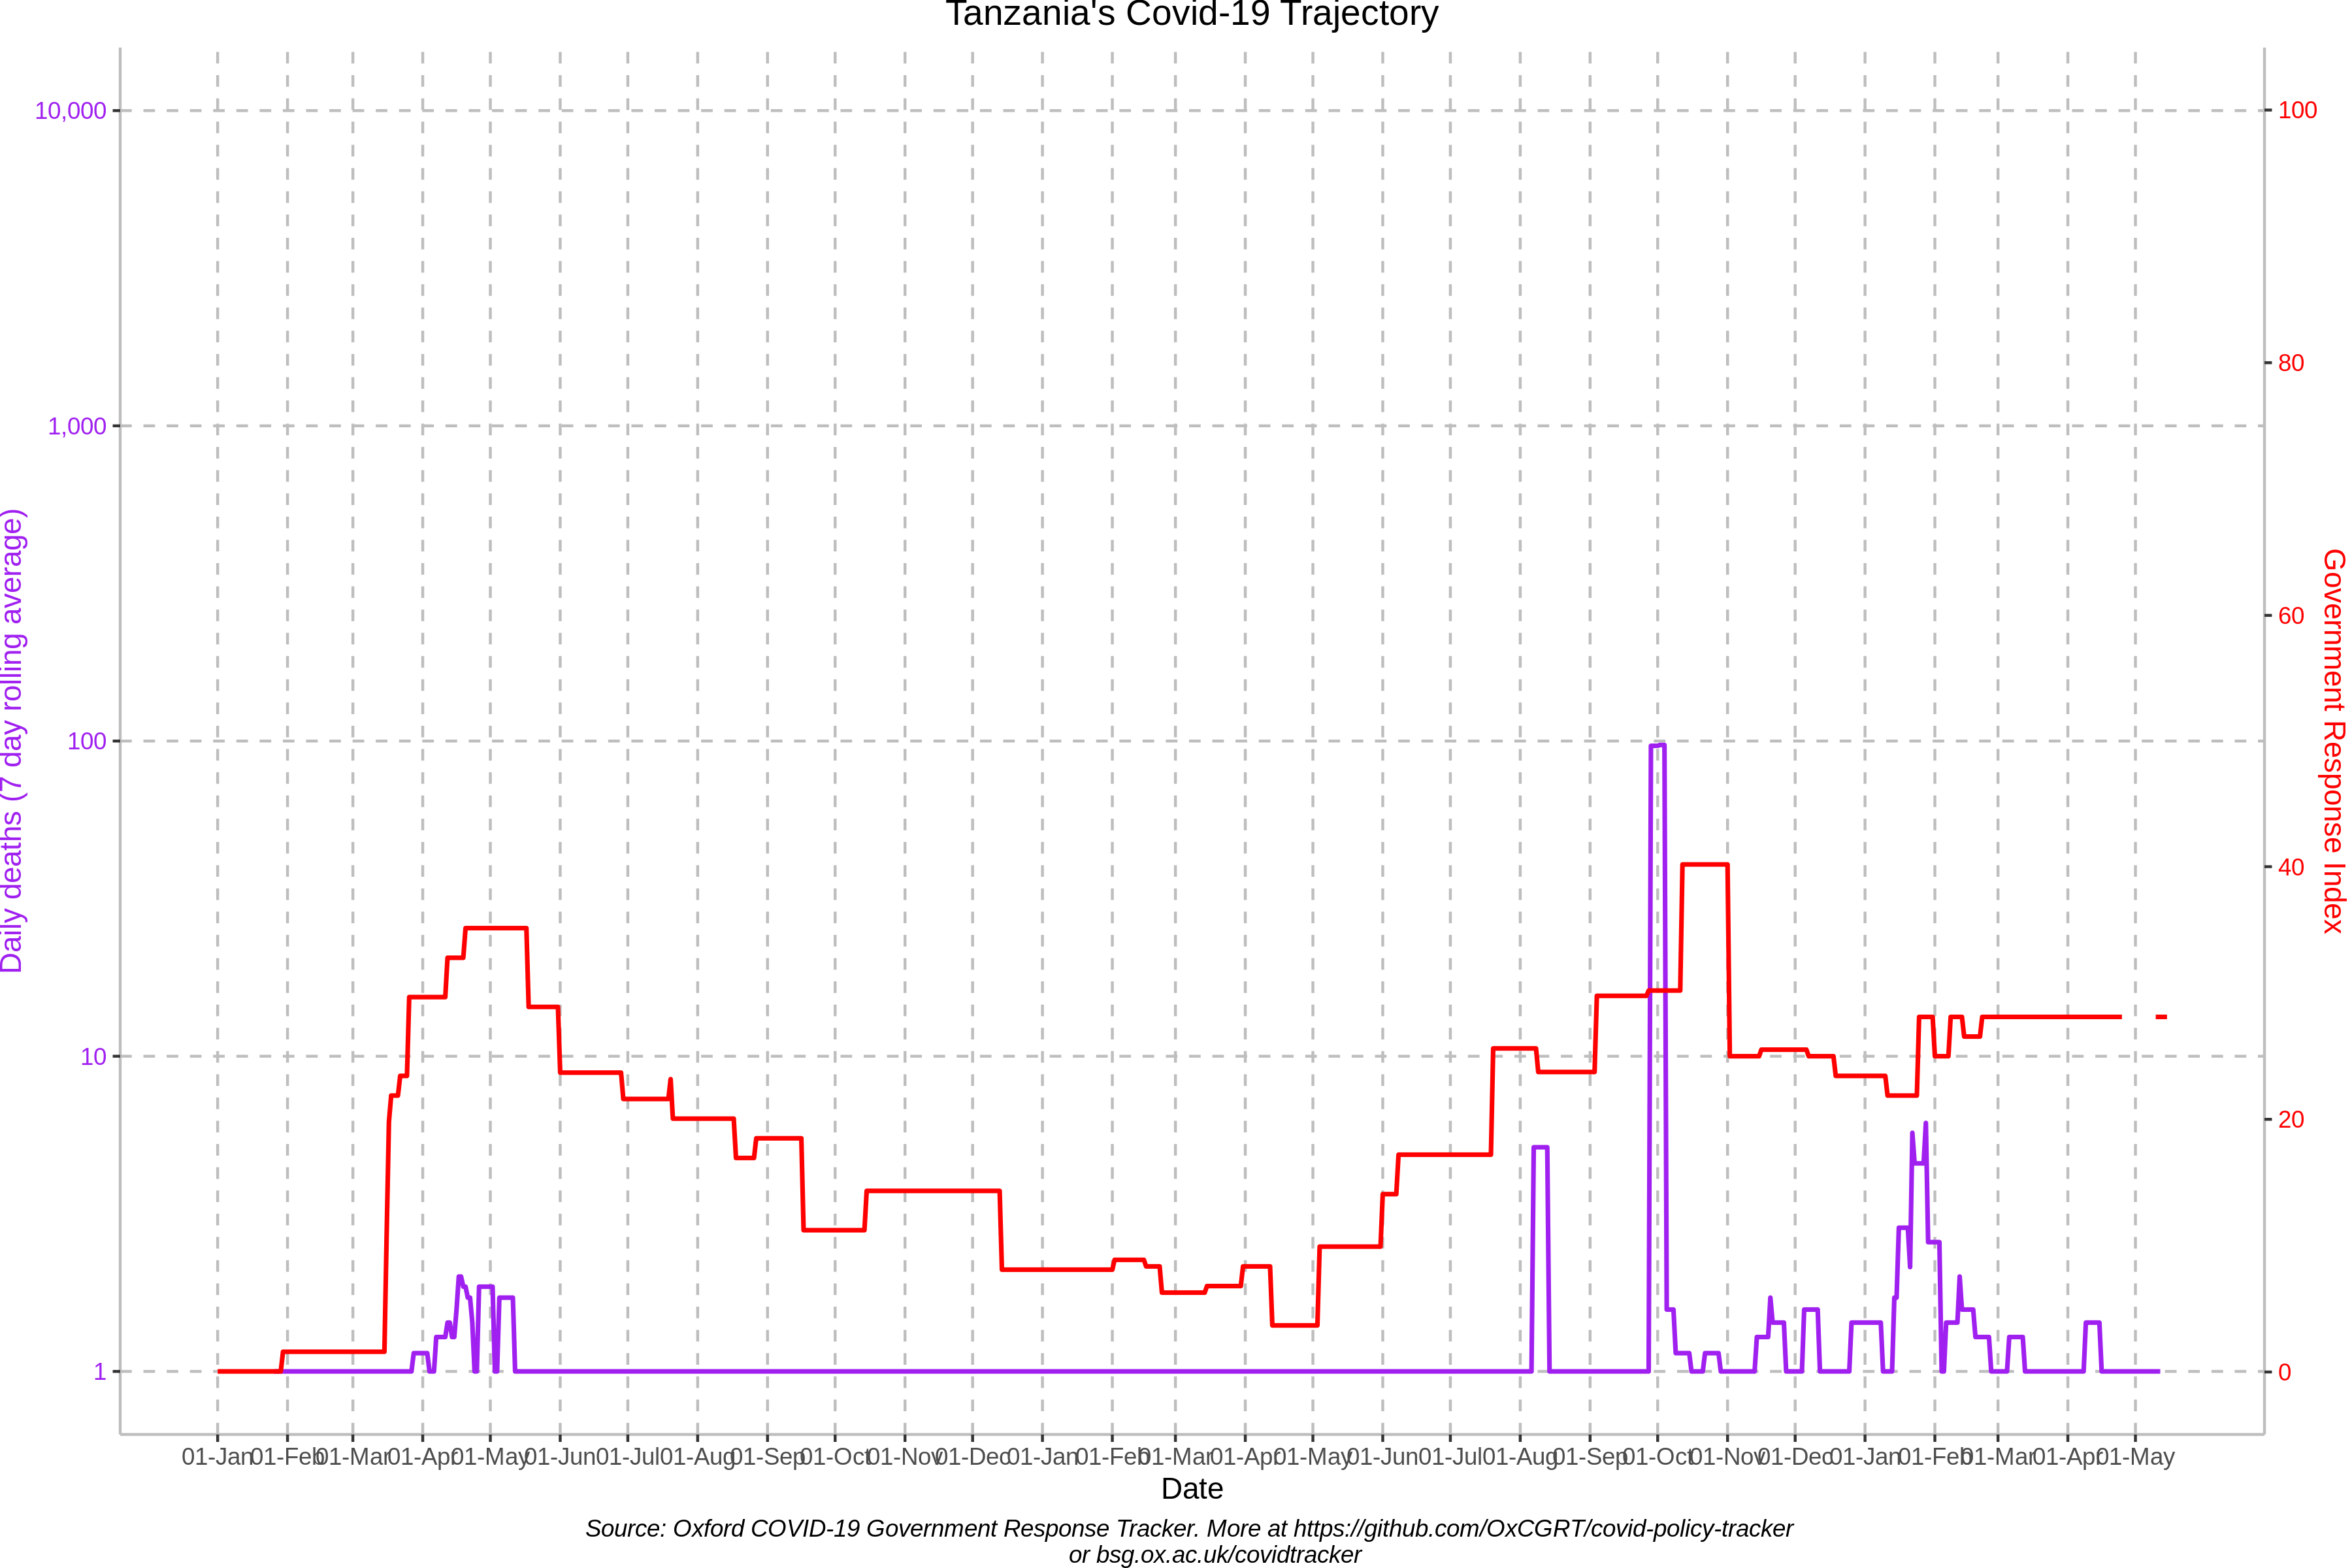 Tanzania's Covid-19 Trajectory
10,000
1,000
100
10
1
Daily deaths (7 day rolling average)
100
80
60
40
20
0
Government Response Index
01-Jan 01-Feb 01-Mar 01-Apr 01-May 01-Jun 01-Jul 01-Aug 01-Sep 01-Oct 01-Nov 01-Dec 01-Jan 01-Feb 01-Mar 01-Apr 01-May 01-Jun 01-Jul 01-Aug 01-Sep 01-Oct 01-Nov 01-Dec 01-Jan 01-Feb 01-Mar 01-Apr 01-May
Date
Source: Oxford COVID-19 Government Response Tracker. More at https://github.com/OxCGRT/covid-policy-tracker
or bsg.ox.ac.uk/covidtracker